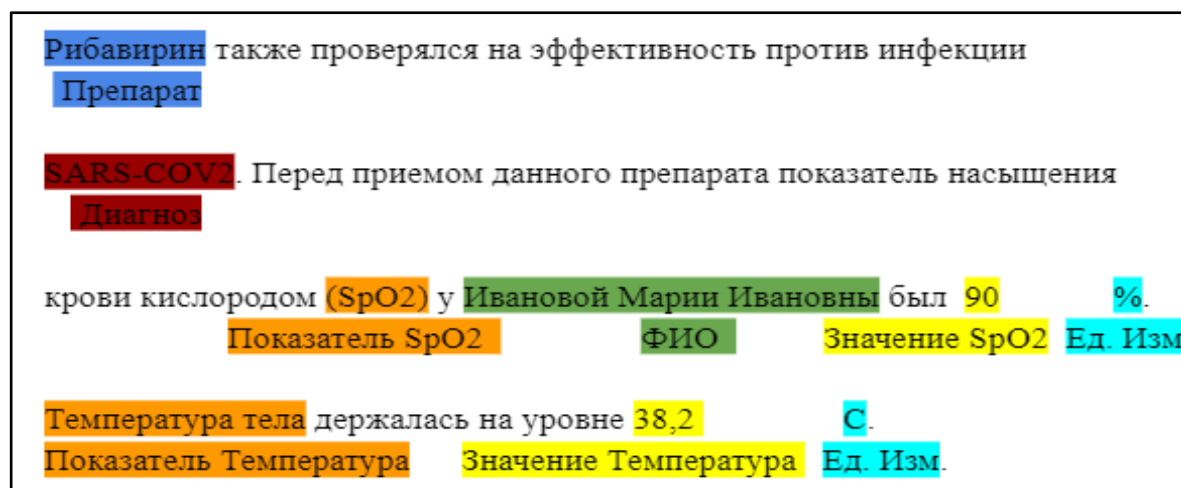 Рибавирин также проверялся на эффективность против инфекции
Препарат
SARS-COV2. Перед приемом данного препарата показатель насыщения
Диагноз
крови кислородом (SpO2) у Ивановой Марии Ивановны был 90 %.
Показатель SpO2 ФИО Значение SpO2 Ед. Изм
Температура тела держалась на уровне 38,2 С.
Показатель Температура Значение Температура Ед. Изм.